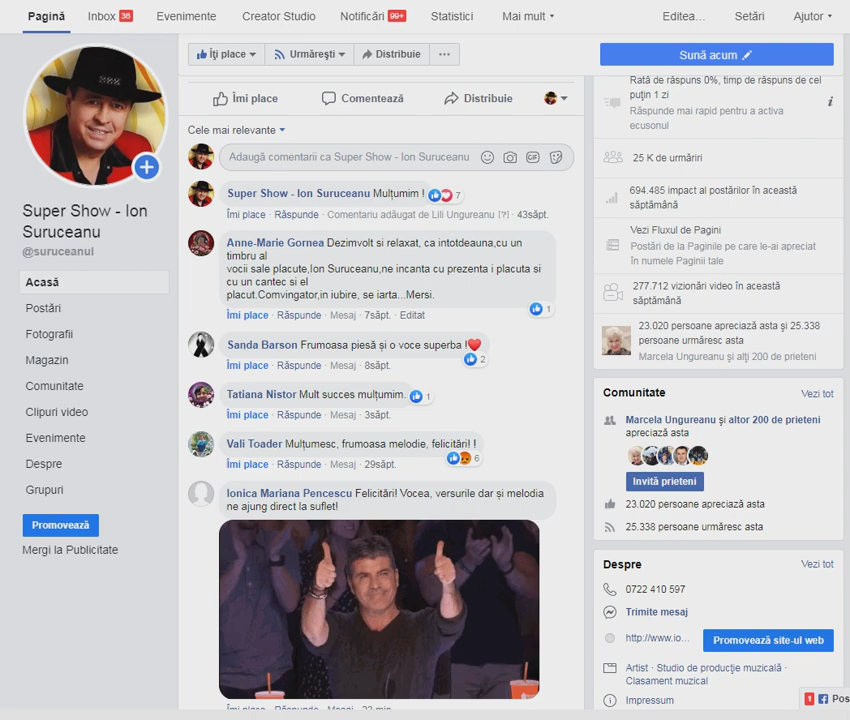 Pagină
Inbox 36
Evenimente
Creator Studio
Notificări 99+
Statistici
Mai mult
Editea...
Setări
Ajutor
Super Show - Ion
Suruceanu
@suruceanul
Acasă
Postări
Fotografii
Magazin
Comunitate
Clipuri video
Evenimente
Despre
Grupuri
Promovează
Mergi la Publicitate
Îți place
Urmărești
Distribuie
...
Sună acum
Îmi place
Comentează
Distribuie
Cele mai relevante
Adaugă comentarii ca Super Show - Ion Suruceanu
GIF
Super Show - Ion Suruceanu Mulțumim ! 7
Îmi place · Răspunde · Comentariu adăugat de Lili Ungureanu [?] · 43săpt.
Anne-Marie Gornea Dezimvolt si relaxat, ca intotdeauna,cu un
timbru al
vocii sale placute,Ion Suruceanu,ne incanta cu prezenta i placuta si
cu un cantec si el
placut.Comvingator,in iubire, se iarta...Mersi.
1
Îmi place · Răspunde · Mesaj · 7săpt. · Editat
Sanda Barson Frumoasa piesă și o voce superba !
2
Îmi place · Răspunde · Mesaj · 8săpt.
Tatiana Nistor Mult succes mulțumim. 1
Îmi place · Răspunde · Mesaj · 3săpt.
Vali Toader Mulțumesc, frumoasa melodie, felicitări! !
6
Îmi place · Răspunde · Mesaj · 29săpt.
Ionica Mariana Pencescu Felicitări! Vocea, versurile dar și melodia
ne ajung direct la suflet!
Îmi place · Răspunde · Mesaj · 22 min
Rată de răspuns 0%, timp de răspuns de cel
puțin 1 zi
Răspunde mai rapid pentru a activa
ecusonul
25 K de urmăriri
694.485 impact al postărilor în această
săptămână
Vezi Fluxul de Pagini
Postări de la Paginile pe care le-ai apreciat
în numele Paginii tale
277.712 vizionări video în această
săptămână
23.020 persoane apreciază asta și 25.338
persoane urmăresc asta
Marcela Ungureanu și alți 200 de prieteni
Comunitate
Vezi tot
Marcela Ungureanu și altor 200 de prieteni
apreciază asta
Invită prieteni
23.020 persoane apreciază asta
25.338 persoane urmăresc asta
Despre
Vezi tot
0722 410 597
Trimite mesaj
http://www.io...
Promovează site-ul web
Artist · Studio de producție muzicală ·
Clasament muzical
Impressum
1
Pos